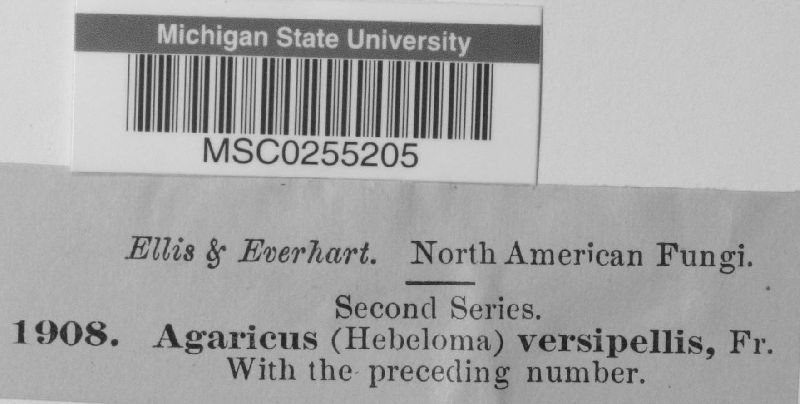 Michigan State University
MSC0255205
Ellis & Everhart. North American Fungi.
Second Series.
1908. Agaricus (Hebeloma) versipellis, Fr.
With the preceding number.